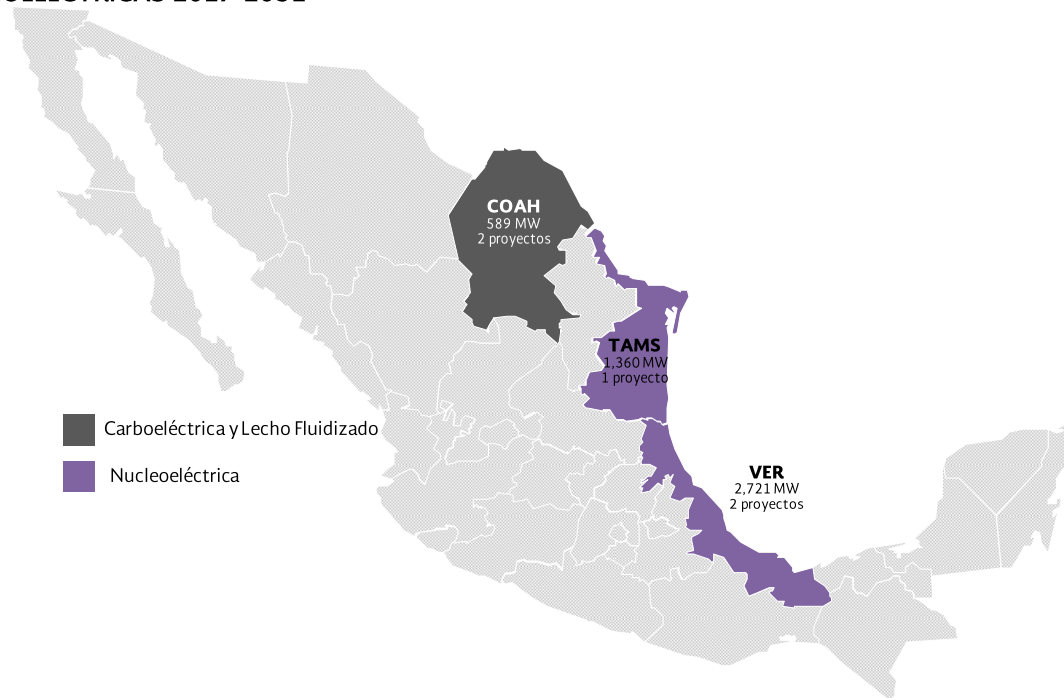 COAH
589 MW
2 proyectos
TAMS
1,360 MW
1 proyecto
Carboeléctrica y Lecho Fluidizado
Nucleoeléctrica
VER
2,721 MW
2 proyectos